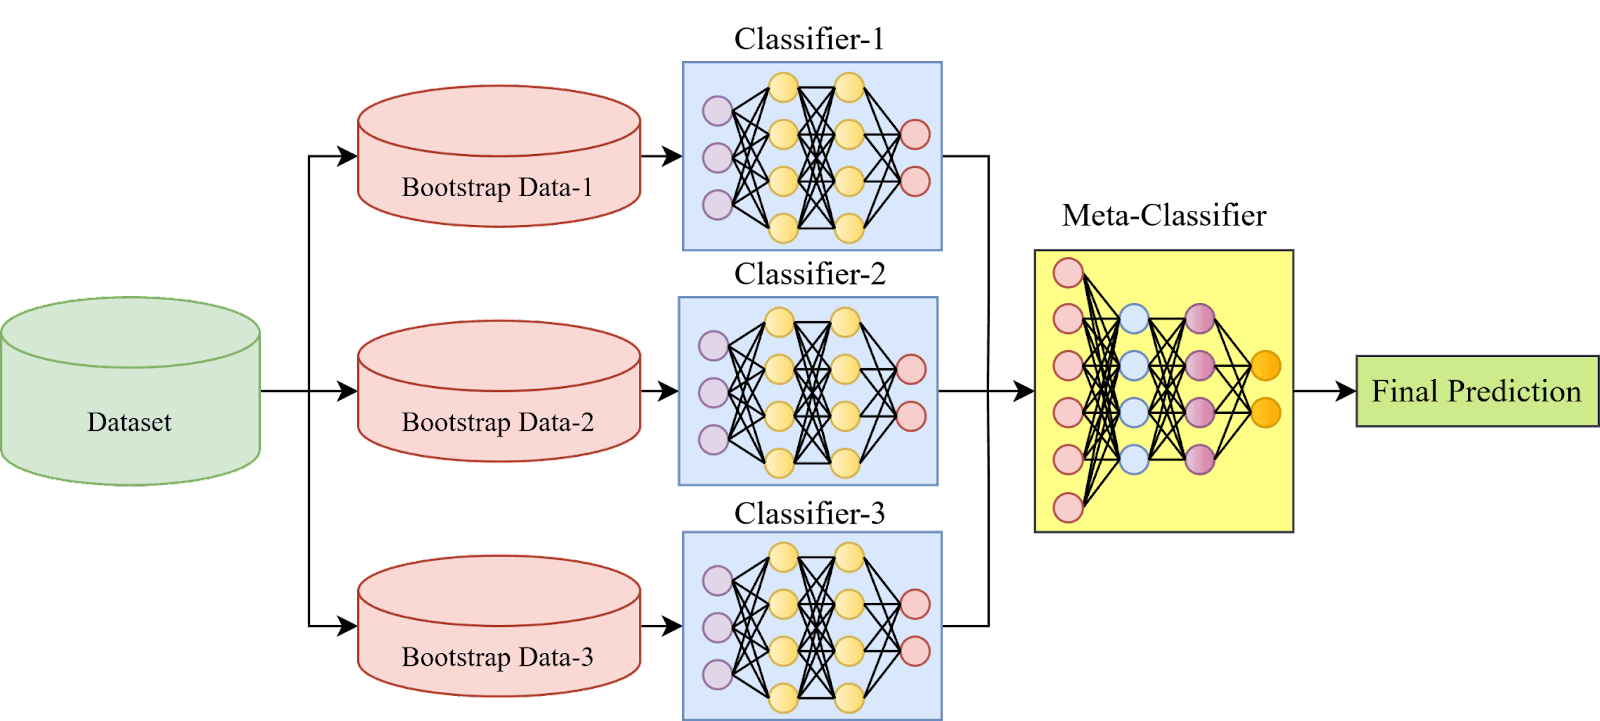 Classifier-1
Bootstrap Data-1
Meta-Classifier
Classifier-2
Dataset
Bootstrap Data-2
Final Prediction
Classifier-3
Bootstrap Data-3